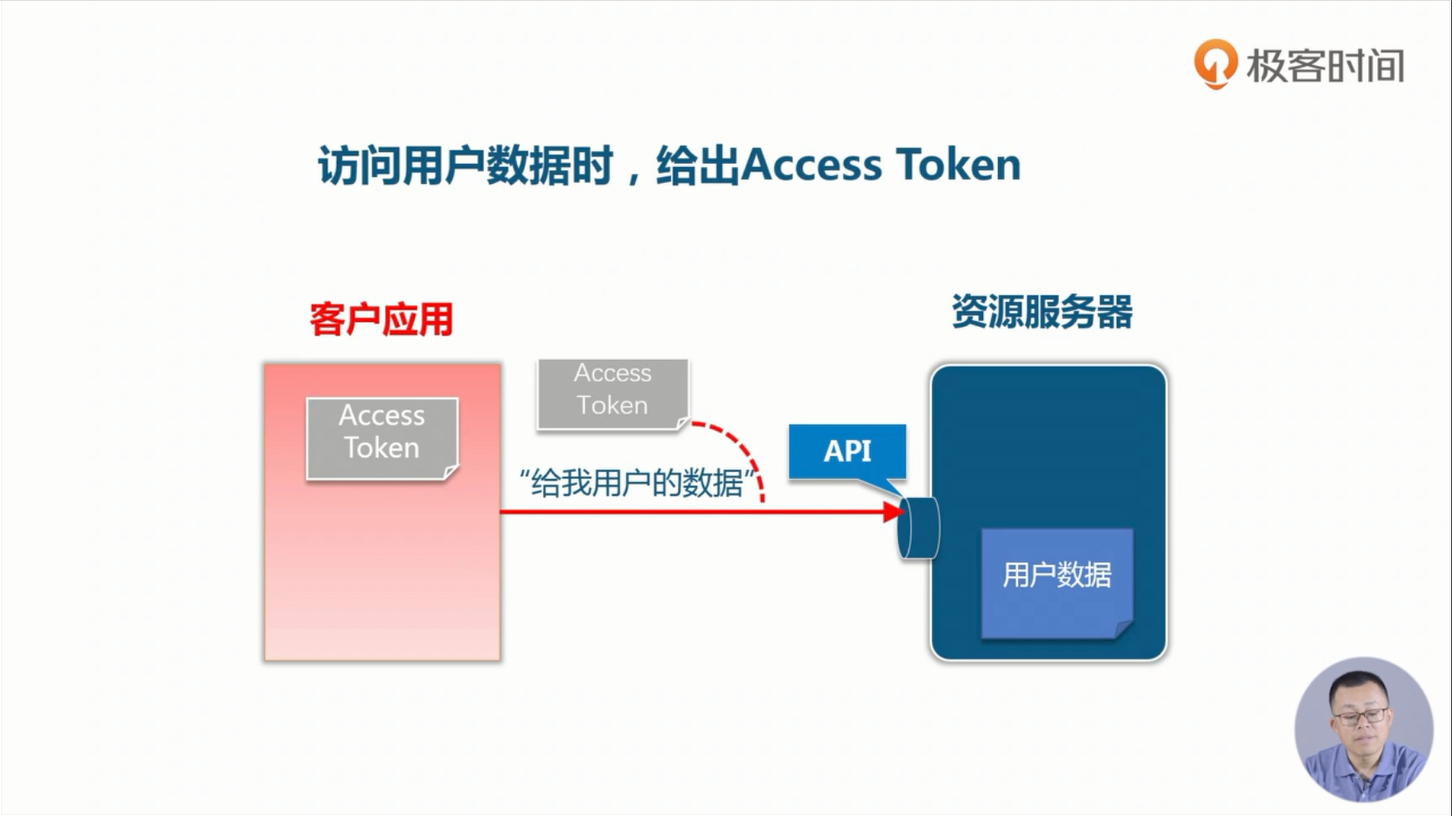 极客时间
访问用户数据时，给出Access Token
客户应用
资源服务器
Access
Token
Access
Token
API
“给我用户的数据”
用户数据